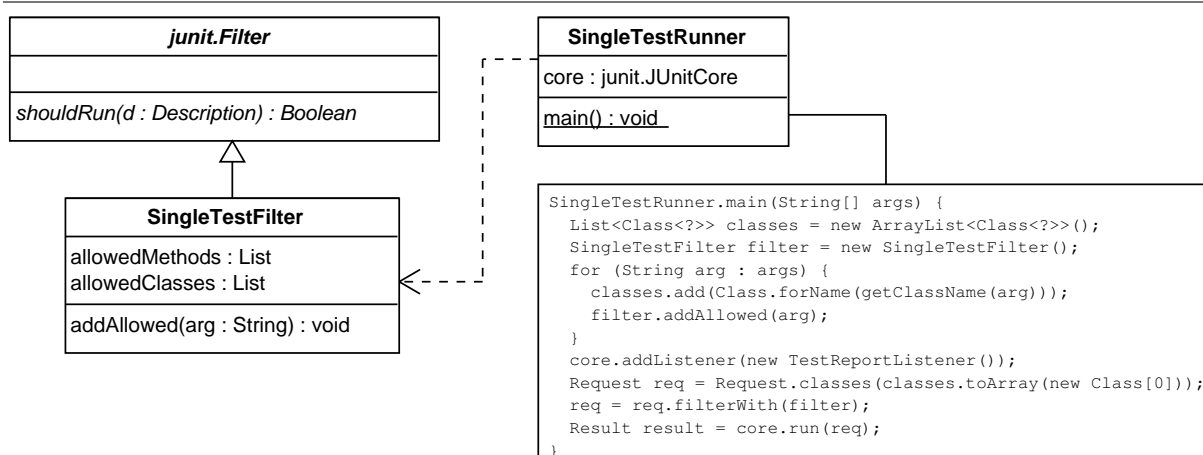 junit.Filter
shouldRun(d : Description) : Boolean
SingleTestFilter
allowedMethods : List
allowedClasses : List
addAllowed(arg : String) : void
SingleTestRunner
core : junit.JUnitCore
main() : void
SingleTestRunner.main(String[] args) {
List<Class<?>> classes = new ArrayList<Class<?>>();
SingleTestFilter filter = new SingleTestFilter();
for (String arg : args) {
classes.add(Class.forName(getClassName(arg)));
filter.addAllowed(arg);
}
core.addListener(new TestReportListener());
Request req = Request.classes(classes.toArray(new Class[0]));
req = req.filterWith(filter);
Result result = core.run(req);
}